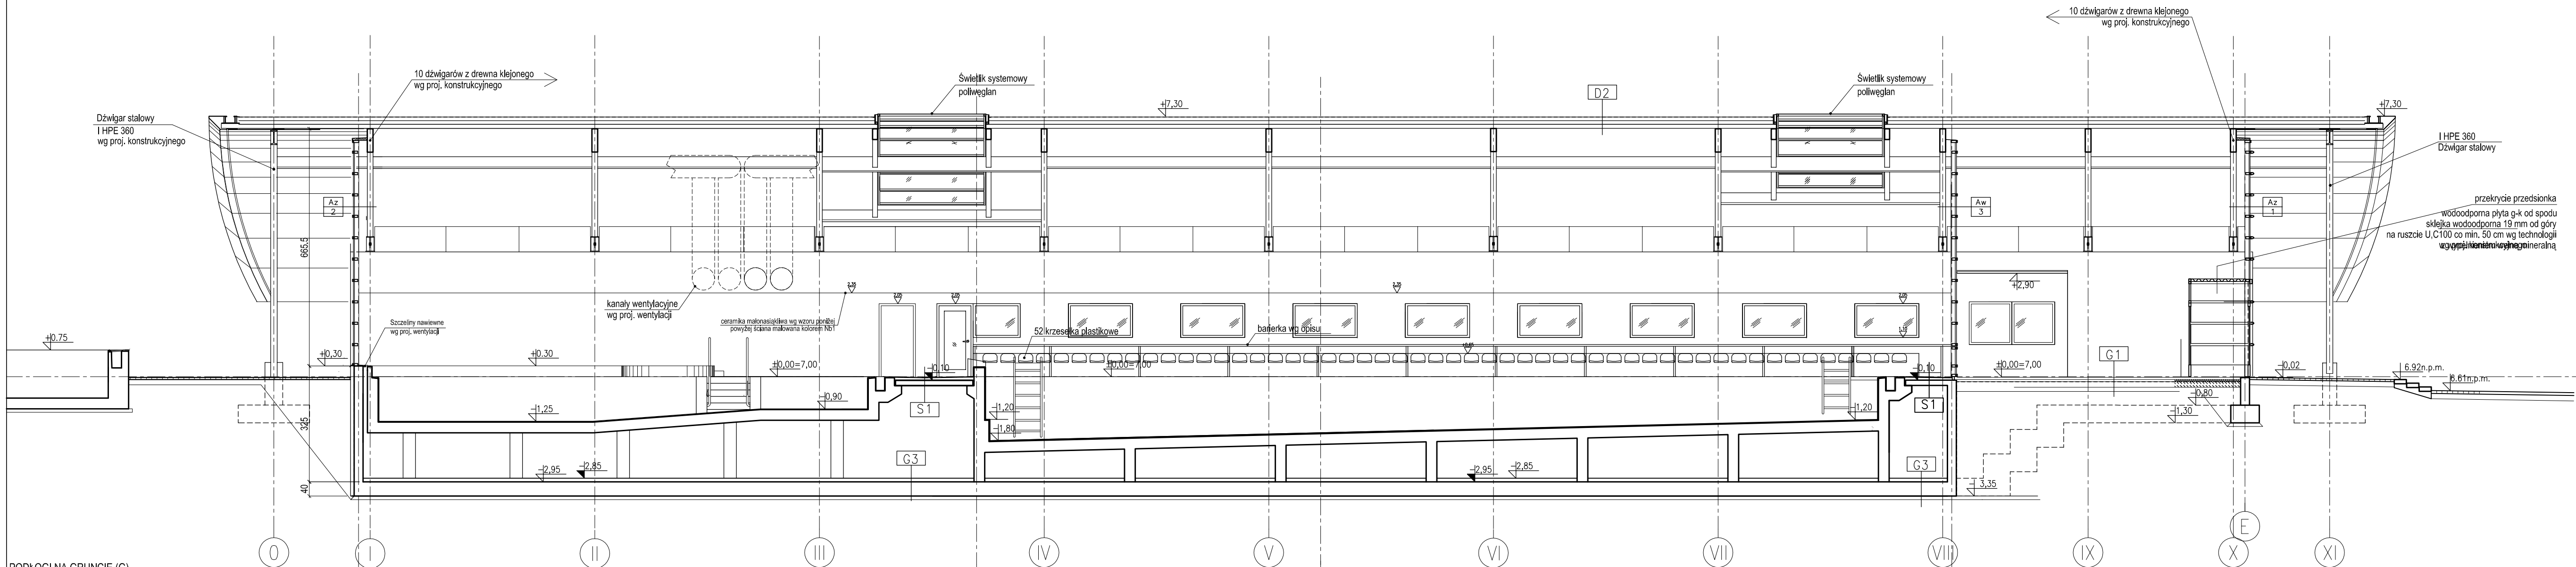 10 dźwigarów z drewna klejonego
wg proj. konstrukcyjnego
10 dźwigarów z drewna klejonego
wg proj. konstrukcyjnego
Świetlik systemowy
poliwęglan
Świetlik systemowy
poliwęglan
D2
+7,30
+7,30
Dźwigar stalowy
I HPE 360
wg proj. konstrukcyjnego
I HPE 360
Dźwigar stalowy
Az
2
Aw
3
Az
1
przekrycie przedsionka
wodoodporna płyta g-k od spodu
sklejka wodoodporna 19 mm od góry
na ruszcie U,C100 co min. 50 cm wg technologii
665.5
325
40
kanały wentylacyjne
wg proj. wentylacji
Szczeliny nawiewne
wg proj. wentylacji
ceramika małonasiąkliwa wg wzoru poniżej
powyżej ściana malowana kolorem Nb1
52 krzesełka plastikowe
barierka wg opisu
+2,90
+0.75
+0,30
+0.30
+0,00=7,00
-0,10
+0,00=7,00
-0,10
+0,00=7,00
G1
-0,02
6.92n.p.m.
6.61n.p.m.
-1,25
-0,90
S1
-1,20
-1,80
-1,20
S1
-0,80
-1,30
-2,95
-2,85
G3
-2,95
-2,85
G3
-3,35
0
I
II
III
IV
V
VI
VII
VIII
IX
X
E
XI
PODŁOGI NA GRUNCIE (G)